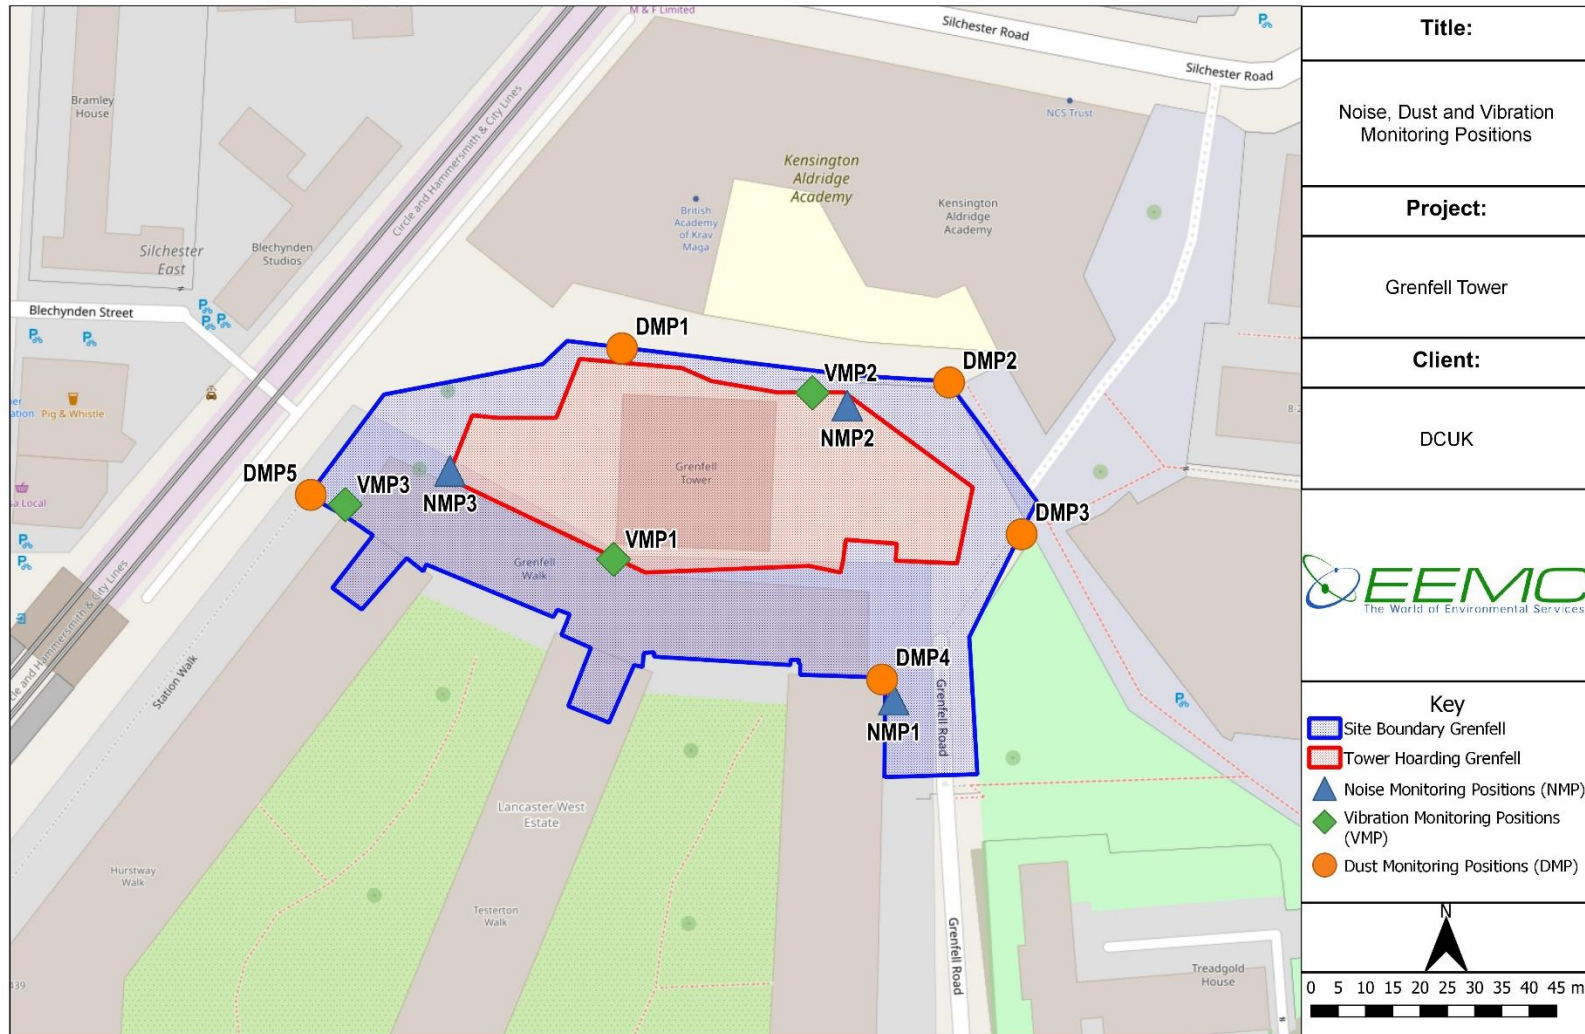 M & F Limited
Silchester Road
Silchester Road
NCS Trust
Bramley
House
Circle and Hammersmith & City Lines
Kensington
Aldridge
Academy
British
Academy
of Krav
Maga
Kensington
Aldridge
Academy
Silchester
East
Blechynden
Studios
Blechynden Street
Pig & Whistle
DMP1
VMP2
DMP2
NMP2
DMP5
VMP3
NMP3
Grenfell
Tower
DMP3
VMP1
Grenfell
Walk
DMP4
NMP1
Grenfell Road
Station Walk
Lancaster West
Estate
Hurstway
Walk
Testerton
Walk
Grenfell Road
Treadgold
House
439
Title:
Noise, Dust and Vibration
Monitoring Positions
Project:
Grenfell Tower
Client:
DCUK
EEMC
The World of Environmental Services
Key
Site Boundary Grenfell
Tower Hoarding Grenfell
Noise Monitoring Positions (NMP)
Vibration Monitoring Positions
(VMP)
Dust Monitoring Positions (DMP)
N
0 5 10 15 20 25 30 35 40 45 m